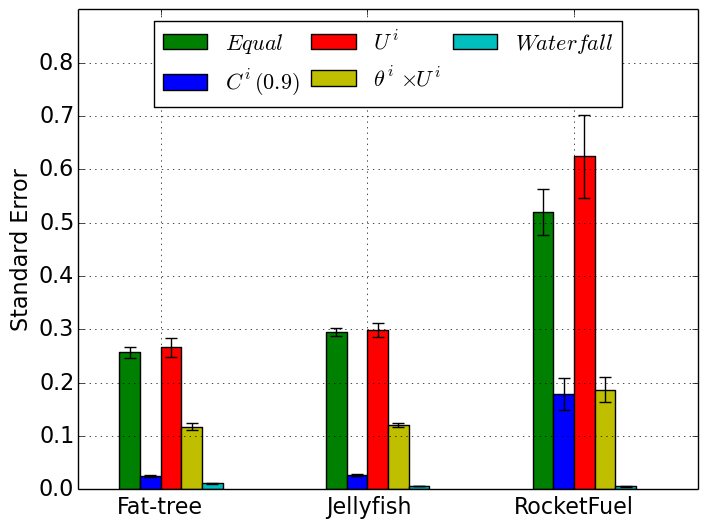 Equal U^i Waterfall
C^i(0.9) θ^i ×U^i
Standard Error
0.8
0.7
0.6
0.5
0.4
0.3
0.2
0.1
0.0
Fat-tree Jellyfish RocketFuel